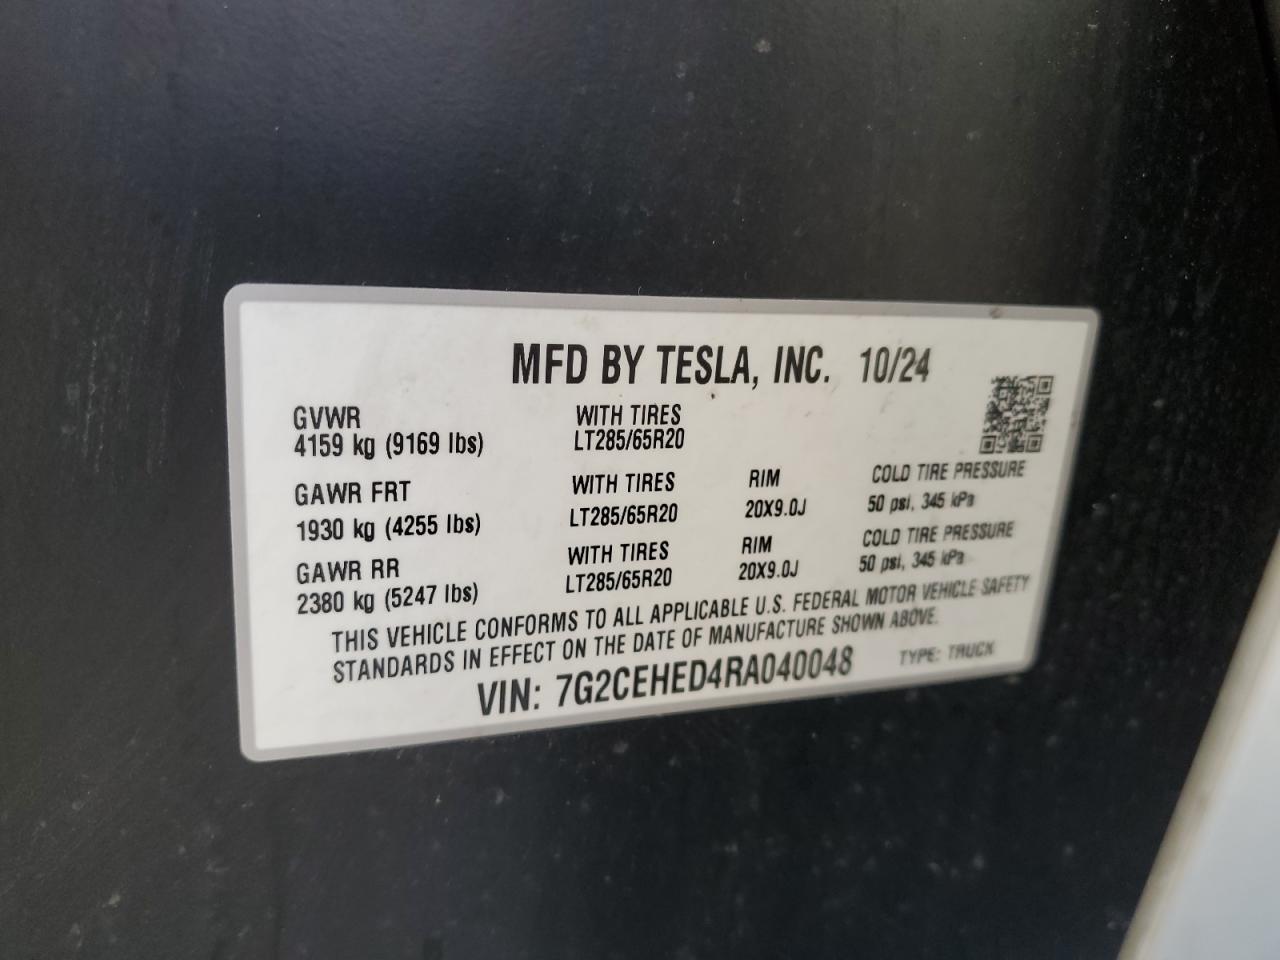 MFD BY TESLA, INC. 10/24
GVWR WITH TIRES
4159 kg (9169 lbs) LT285/65R20
GAWR FRT WITH TIRES RIM COLD TIRE PRESSURE
1930 kg (4255 lbs) LT285/65R20 20X9.0J 50 psi, 345 kPa
GAWR RR WITH TIRES RIM COLD TIRE PRESSURE
2380 kg (5247 lbs) LT285/65R20 20X9.0J 50 psi, 345 kPa
THIS VEHICLE CONFORMS TO ALL APPLICABLE U.S. FEDERAL MOTOR VEHICLE SAFETY
STANDARDS IN EFFECT ON THE DATE OF MANUFACTURE SHOWN ABOVE.
VIN: 7G2CEHED4RA040048 TYPE: TRUCK